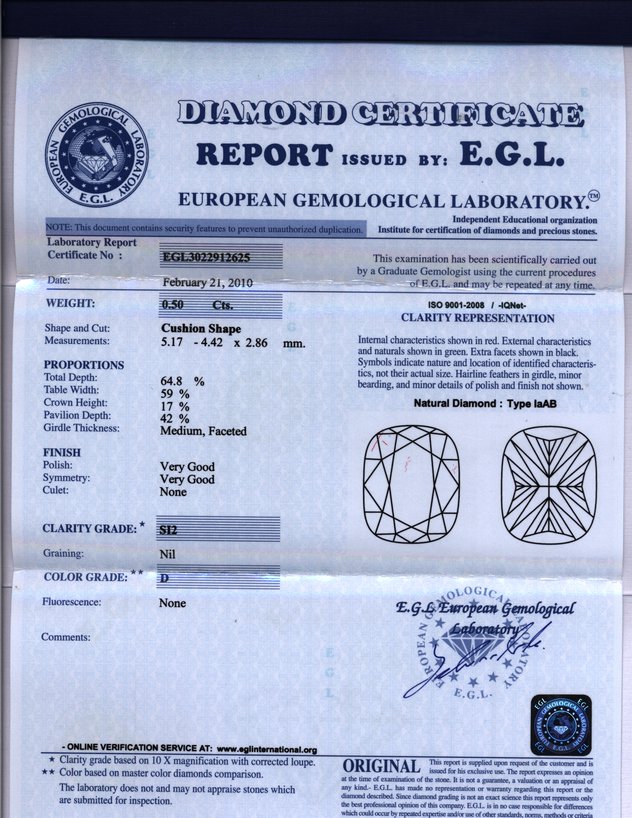 EUROPEAN GEMOLOGICAL LABORATORY
E.G.L.
DIAMOND CERTIFICATE
REPORT ISSUED BY: E.G.L.
EUROPEAN GEMOLOGICAL LABORATORY.™
Independent Educational organization
Institute for certification of diamonds and precious stones.
NOTE: This document contains security features to prevent unauthorized duplication.
Laboratory Report
Certificate No : EGL3022912625
Date: February 21, 2010
This examination has been scientifically carried out
by a Graduate Gemologist using the current procedures
of E.G.L. and may be repeated at any time.
WEIGHT: 0.50 Cts.
Shape and Cut: Cushion Shape
Measurements: 5.17 - 4.42 x 2.86 mm.
PROPORTIONS
Total Depth: 64.8 %
Table Width: 59 %
Crown Height: 17 %
Pavilion Depth: 42 %
Girdle Thickness: Medium, Faceted
FINISH
Polish: Very Good
Symmetry: Very Good
Culet: None
CLARITY GRADE: * SI2
Graining: Nil
COLOR GRADE: ** D
Fluorescence: None
Comments:
ISO 9001-2008 / -IQNet-
CLARITY REPRESENTATION
Internal characteristics shown in red. External characteristics
and naturals shown in green. Extra facets shown in black.
Symbols indicate nature and location of identified characteris-
tics, not their actual size. Hairline feathers in girdle, minor
bearding, and minor details of polish and finish not shown.
Natural Diamond : Type IaAB
E.G.L European Gemological
Laboratory
EUROPEAN GEMOLOGICAL LABORATORY
E.G.L.
E
G
L
EGL EGL
GEMOLOGICAL
EGL EGL
- ONLINE VERIFICATION SERVICE AT: www.eglinternational.org
★ Clarity grade based on 10 X magnification with corrected loupe.
★★ Color based on master color diamonds comparison.
The laboratory does not and may not appraise stones which
are submitted for inspection.
ORIGINAL This report is supplied upon request of the customer and is
issued for his exclusive use. The report expresses an opinion
at the time of examination of the stone. It is not a guarantee, a valuation or an appraisal of
any kind.- E.G.L. has made no representation or warranty regarding this report or the
diamond described. Since diamond grading is not an exact science this report represents only
the best professional opinion of this company. E.G.L. is in no case responsible for differences
which could occur by repeated expertise and/or use of other standards, norms, methods or criteria